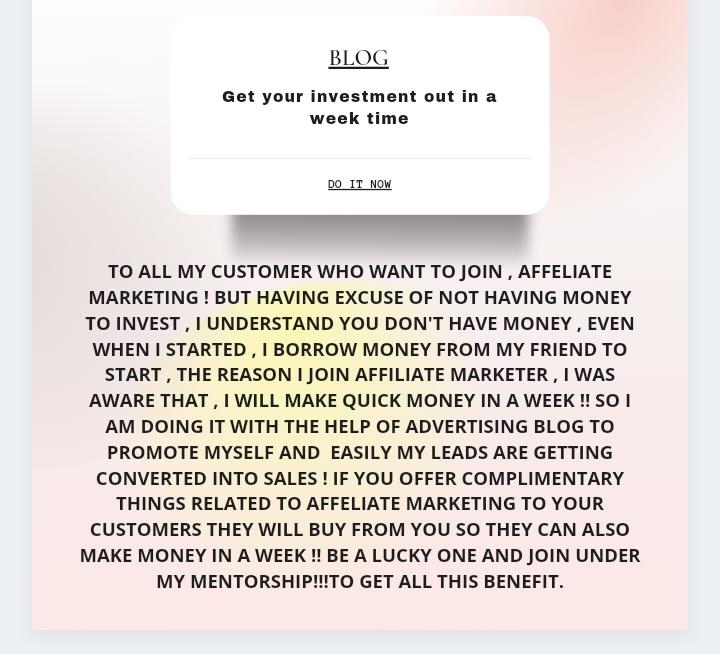 BLOG
Get your investment out in a
week time
DO IT NOW
TO ALL MY CUSTOMER WHO WANT TO JOIN , AFFELIATE
MARKETING ! BUT HAVING EXCUSE OF NOT HAVING MONEY
TO INVEST , I UNDERSTAND YOU DON'T HAVE MONEY , EVEN
WHEN I STARTED , I BORROW MONEY FROM MY FRIEND TO
START , THE REASON I JOIN AFFILIATE MARKETER , I WAS
AWARE THAT , I WILL MAKE QUICK MONEY IN A WEEK !! SO I
AM DOING IT WITH THE HELP OF ADVERTISING BLOG TO
PROMOTE MYSELF AND  EASILY MY LEADS ARE GETTING
CONVERTED INTO SALES ! IF YOU OFFER COMPLIMENTARY
THINGS RELATED TO AFFELIATE MARKETING TO YOUR
CUSTOMERS THEY WILL BUY FROM YOU SO THEY CAN ALSO
MAKE MONEY IN A WEEK !! BE A LUCKY ONE AND JOIN UNDER
MY MENTORSHIP!!!TO GET ALL THIS BENEFIT.